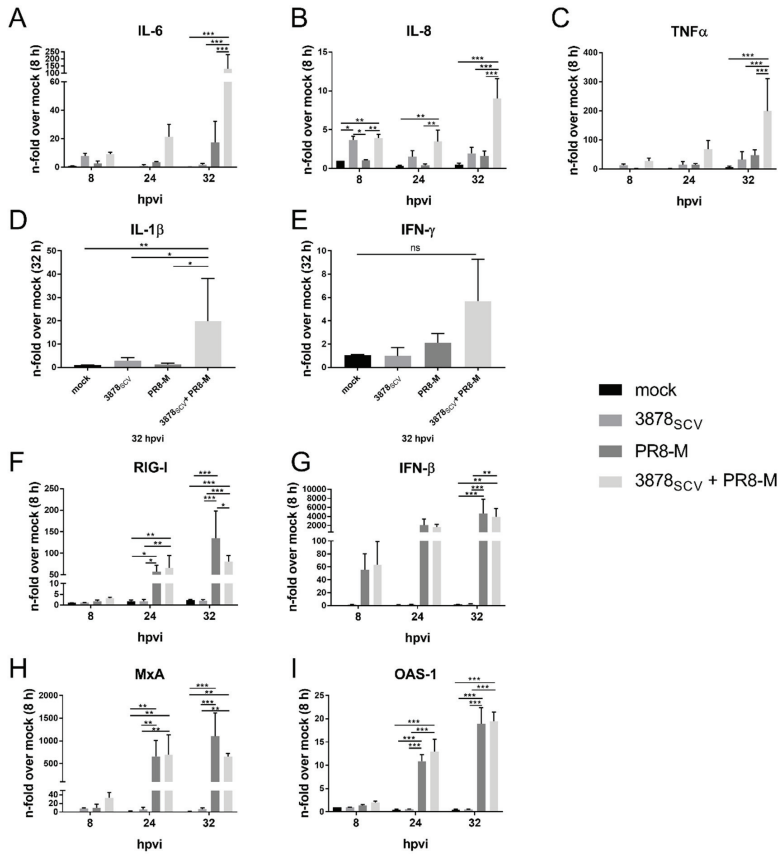 A
IL-6
n-fold over mock (8 h)
250
200
150
100
50
60
40
20
0
***
***
***
8
24
32
hpvi
B
IL-8
n-fold over mock (8 h)
15
10
5
0
**
*
*
**
**
**
***
***
***
8
24
32
hpvi
C
TNFα
n-fold over mock (8 h)
400
300
200
100
0
***
***
***
8
24
32
hpvi
D
IL-1β
n-fold over mock (32 h)
50
40
30
20
10
0
**
*
*
mock
3878SCV
PR8-M
3878SCV+ PR8-M
32 hpvi
E
IFN-γ
n-fold over mock (32 h)
10
8
6
4
2
0
ns
mock
3878SCV
PR8-M
3878SCV+ PR8-M
32 hpvi
mock
3878SCV
PR8-M
3878SCV + PR8-M
F
RIG-I
n-fold over mock (8 h)
250
200
150
100
50
15
10
5
0
**
**
*
*
***
***
***
***
*
8
24
32
hpvi
G
IFN-β
n-fold over mock (8 h)
10000
8000
6000
4000
2000
100
80
60
40
20
0
**
**
***
***
8
24
32
hpvi
H
MxA
n-fold over mock (8 h)
2000
1500
1000
500
40
20
0
**
**
**
**
***
**
***
**
8
24
32
hpvi
I
OAS-1
n-fold over mock (8 h)
25
20
15
10
5
0
***
***
***
***
***
***
***
***
8
24
32
hpvi